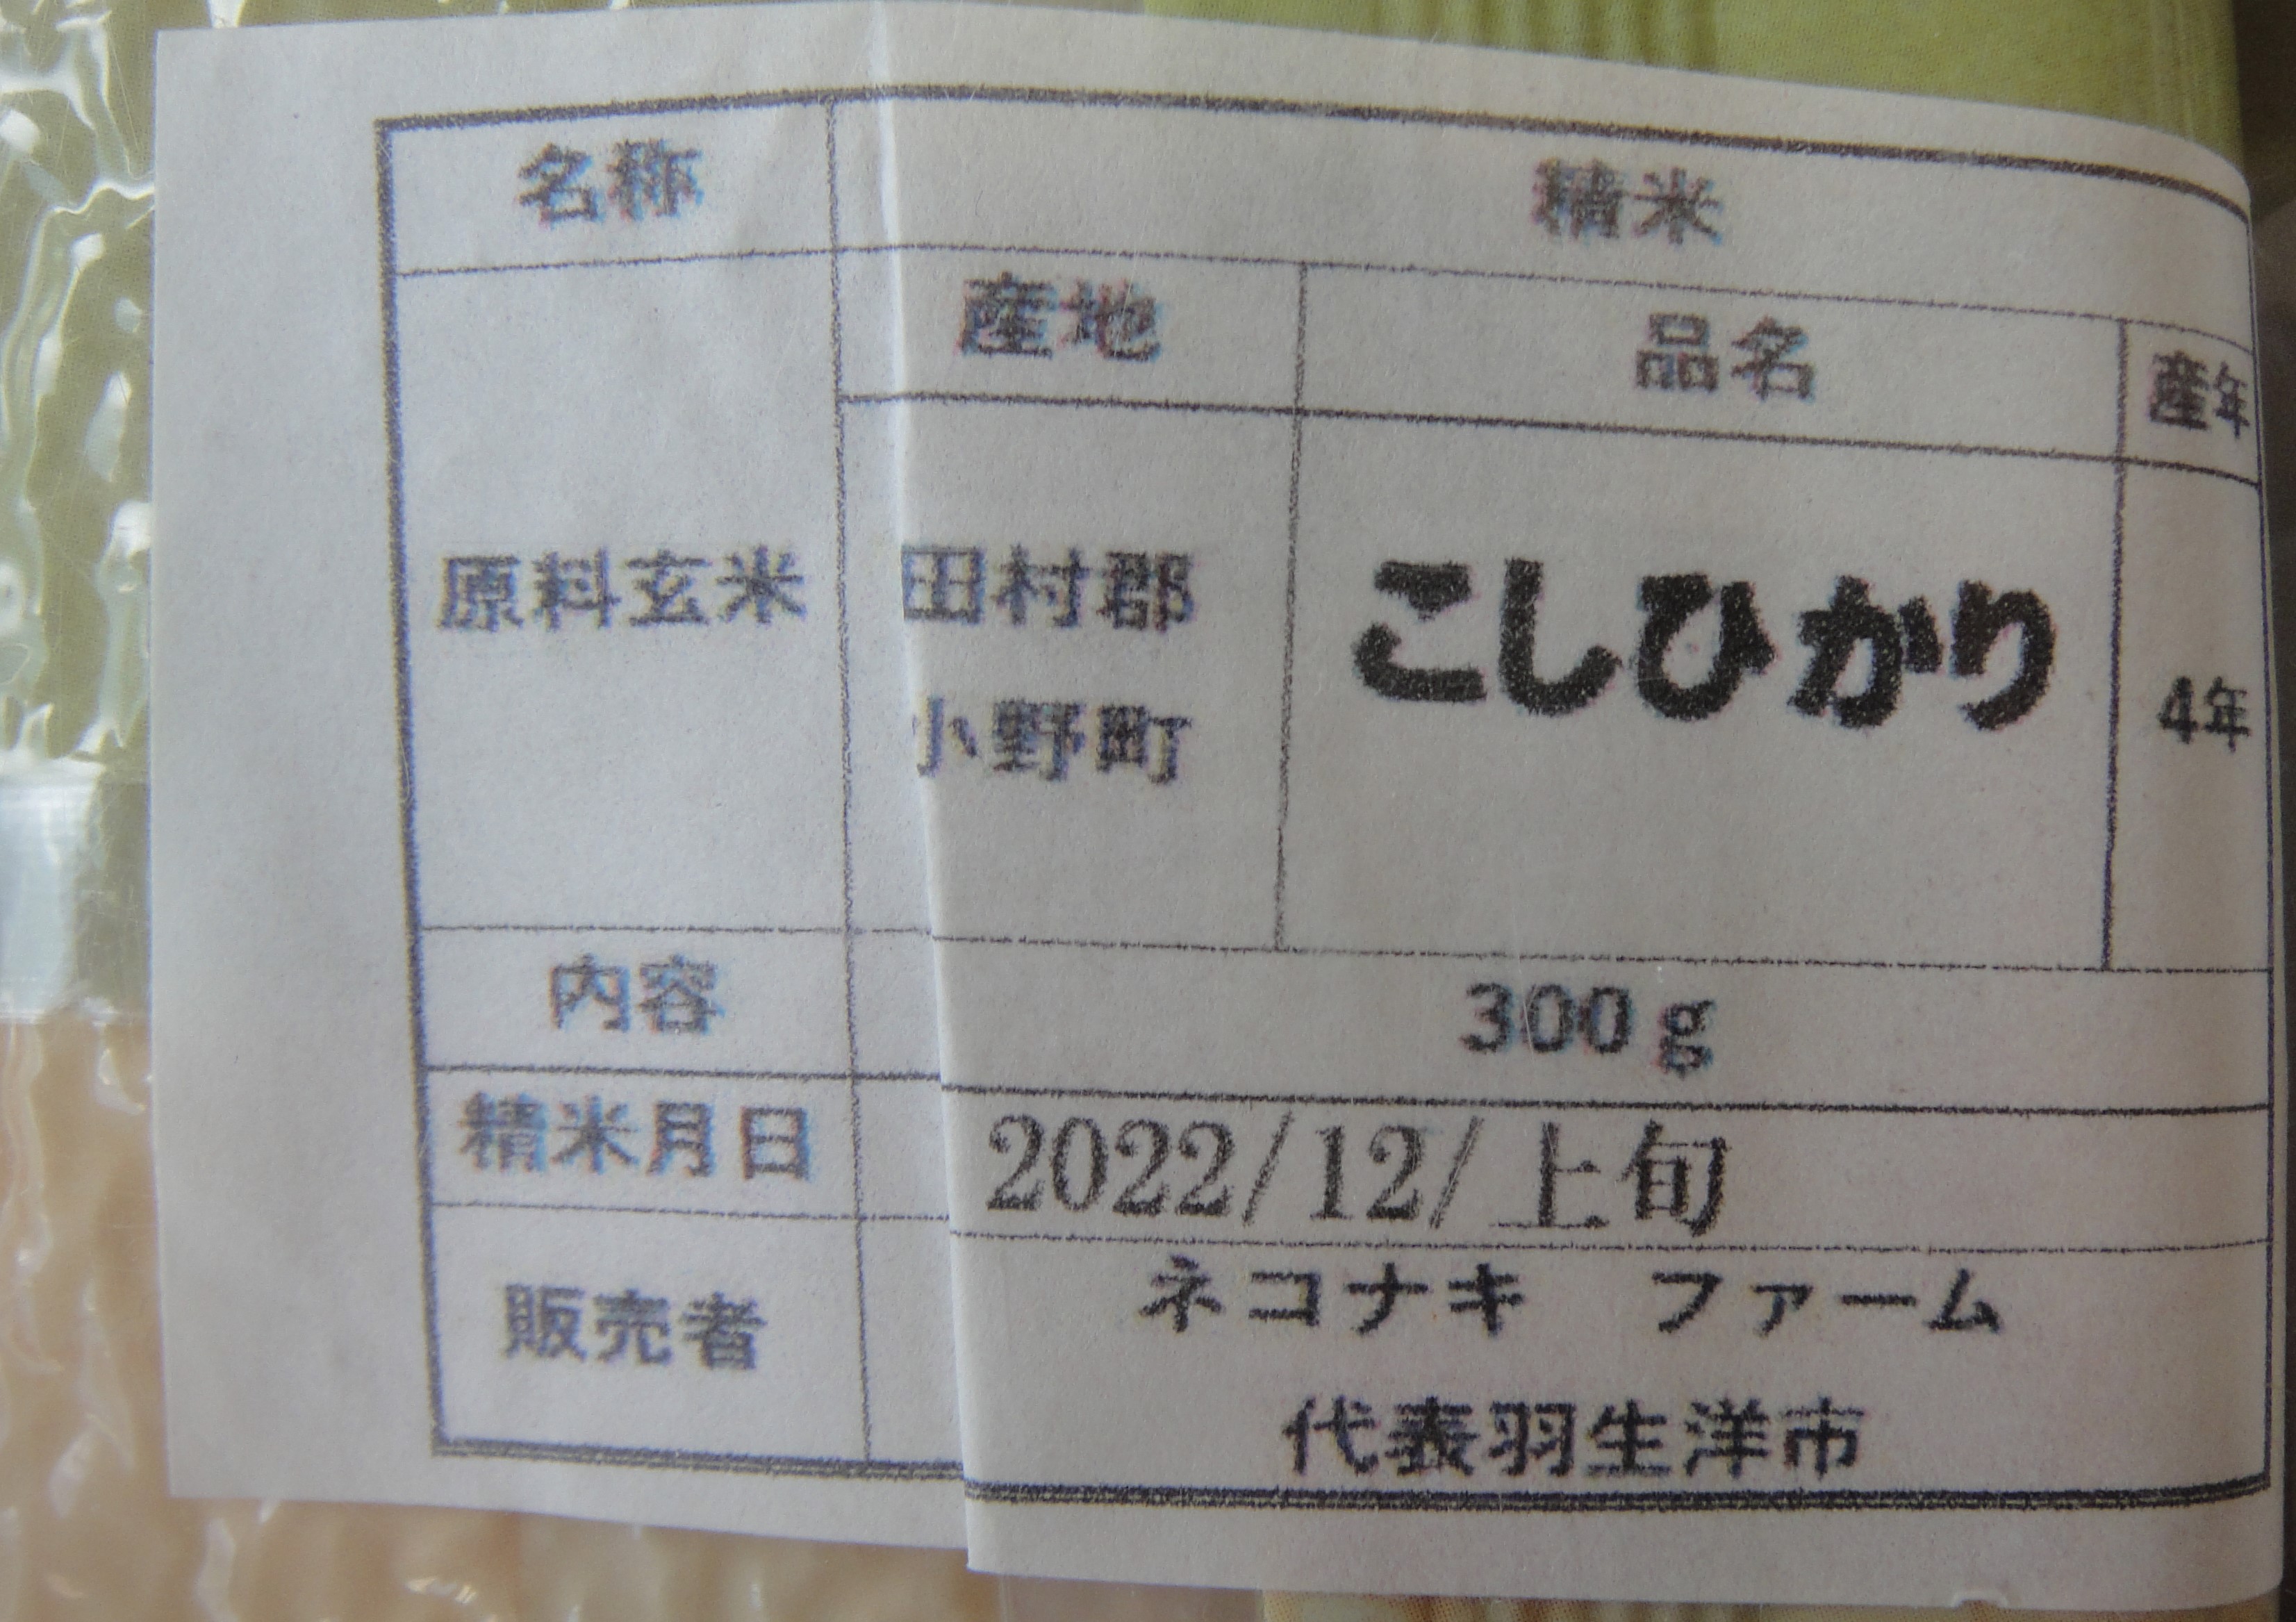 名称 精米
産地 品名 産年
原料玄米 田村郡 こしひかり 4年
小野町
内容 300g
精米月日 2022/12/上旬
販売者 ネコナキ ファーム
代表羽生洋市